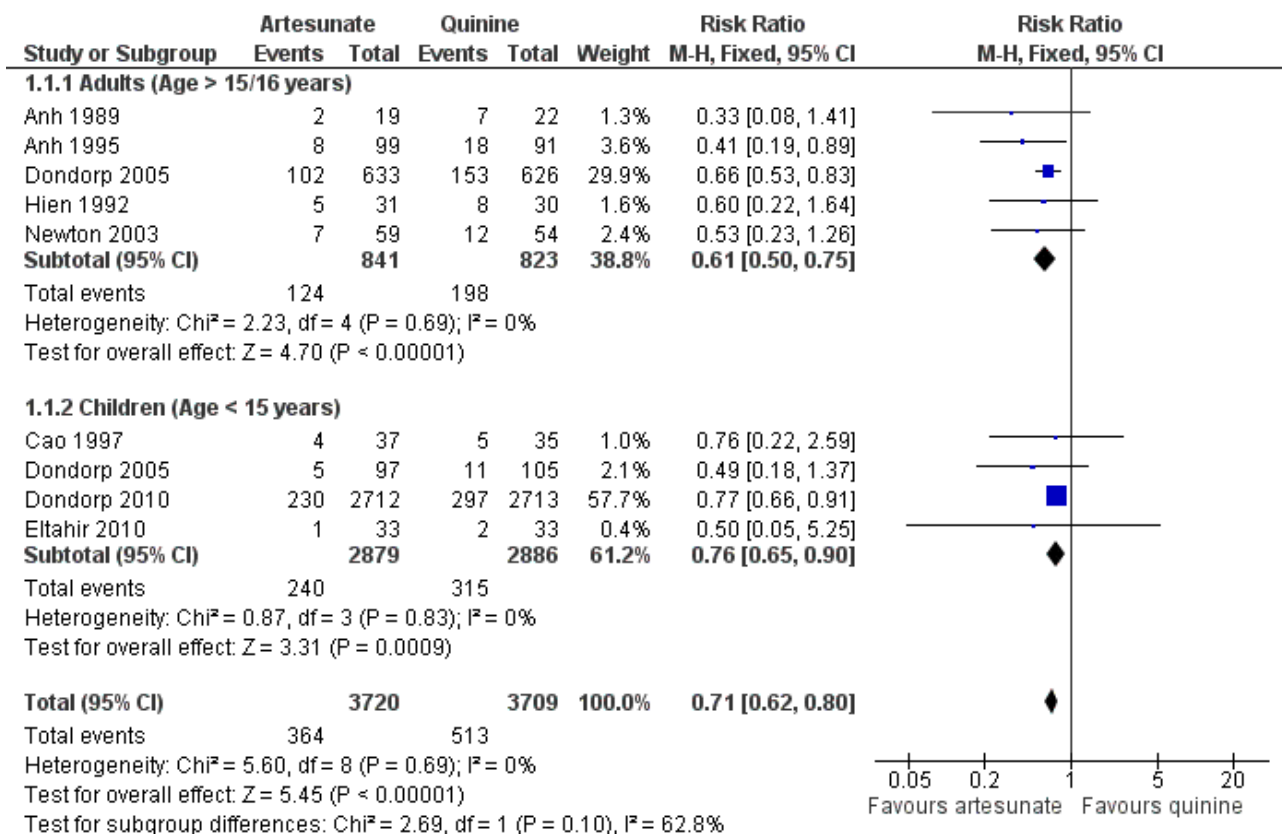 Artesunate Quinine Risk Ratio Risk Ratio
Study or Subgroup Events Total Events Total Weight M-H, Fixed, 95% CI M-H, Fixed, 95% CI
1.1.1 Adults (Age > 15/16 years)
Anh 1989 2 19 7 22 1.3% 0.33 [0.08, 1.41]
Anh 1995 8 99 18 91 3.6% 0.41 [0.19, 0.89]
Dondorp 2005 102 633 153 626 29.9% 0.66 [0.53, 0.83]
Hien 1992 5 31 8 30 1.6% 0.60 [0.22, 1.64]
Newton 2003 7 59 12 54 2.4% 0.53 [0.23, 1.26]
Subtotal (95% CI) 841 823 38.8% 0.61 [0.50, 0.75]
Total events 124 198
Heterogeneity: Chi² = 2.23, df = 4 (P = 0.69); I² = 0%
Test for overall effect: Z = 4.70 (P < 0.00001)
1.1.2 Children (Age < 15 years)
Cao 1997 4 37 5 35 1.0% 0.76 [0.22, 2.59]
Dondorp 2005 5 97 11 105 2.1% 0.49 [0.18, 1.37]
Dondorp 2010 230 2712 297 2713 57.7% 0.77 [0.66, 0.91]
Eltahir 2010 1 33 2 33 0.4% 0.50 [0.05, 5.25]
Subtotal (95% CI) 2879 2886 61.2% 0.76 [0.65, 0.90]
Total events 240 315
Heterogeneity: Chi² = 0.87, df = 3 (P = 0.83); I² = 0%
Test for overall effect: Z = 3.31 (P = 0.0009)
Total (95% CI) 3720 3709 100.0% 0.71 [0.62, 0.80]
Total events 364 513
Heterogeneity: Chi² = 5.60, df = 8 (P = 0.69); I² = 0%
Test for overall effect: Z = 5.45 (P < 0.00001)
Test for subgroup differences: Chi² = 2.69, df = 1 (P = 0.10), I² = 62.8%
0.05 0.2 1 5 20
Favours artesunate Favours quinine